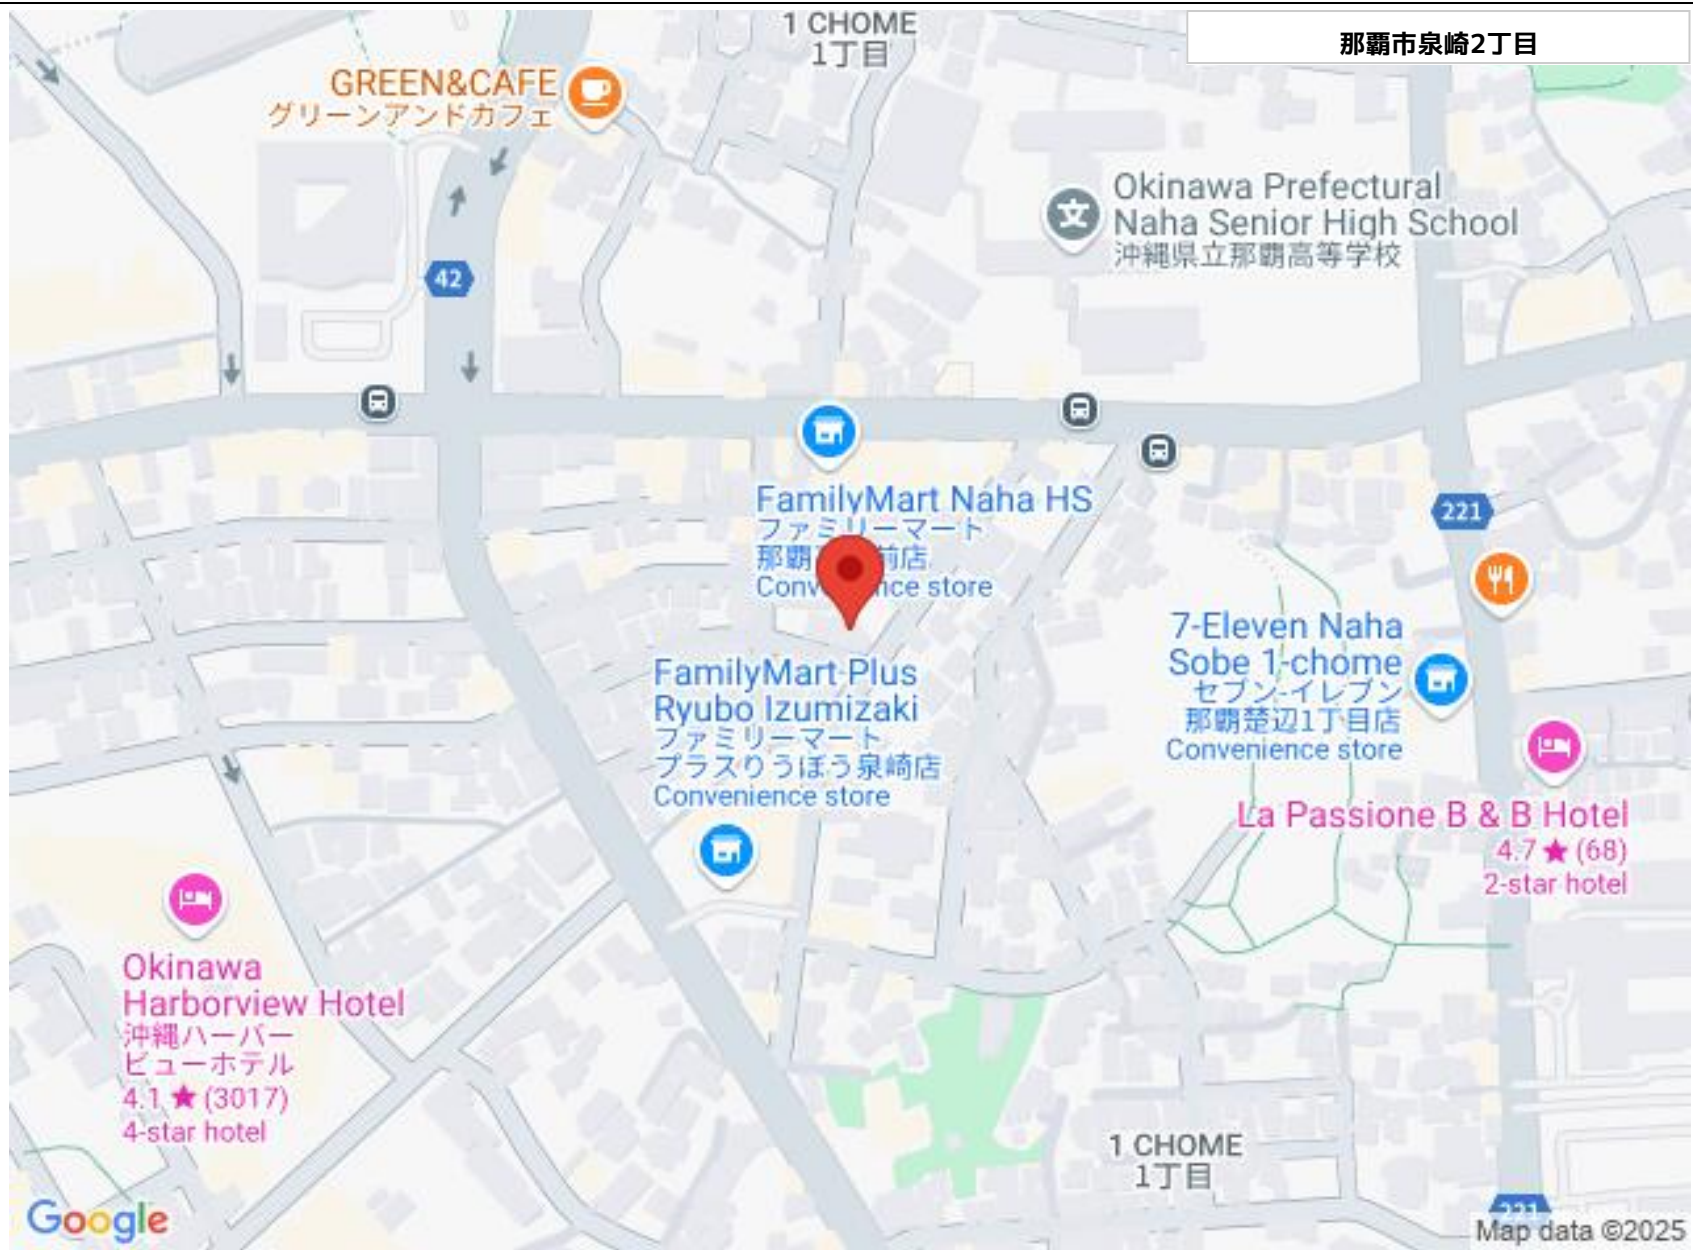 1 CHOME
1丁目
那覇市泉崎2丁目
GREEN&CAFE
グリーンアンドカフェ
Okinawa Prefectural
Naha Senior High School
沖縄県立那覇高等学校
42
FamilyMart Naha HS
ファミリーマート
那覇 前店
Conv nce store
221
7-Eleven Naha
Sobe 1-chome
セブン-イレブン
那覇楚辺1丁目店
Convenience store
FamilyMart Plus
Ryubo Izumizaki
ファミリーマート
プラスりうぼう泉崎店
Convenience store
La Passione B & B Hotel
4.7 ★ (68)
2-star hotel
Okinawa
Harborview Hotel
沖縄ハーバー
ビューホテル
4.1 ★ (3017)
4-star hotel
1 CHOME
1丁目
221
Google
Map data ©2025